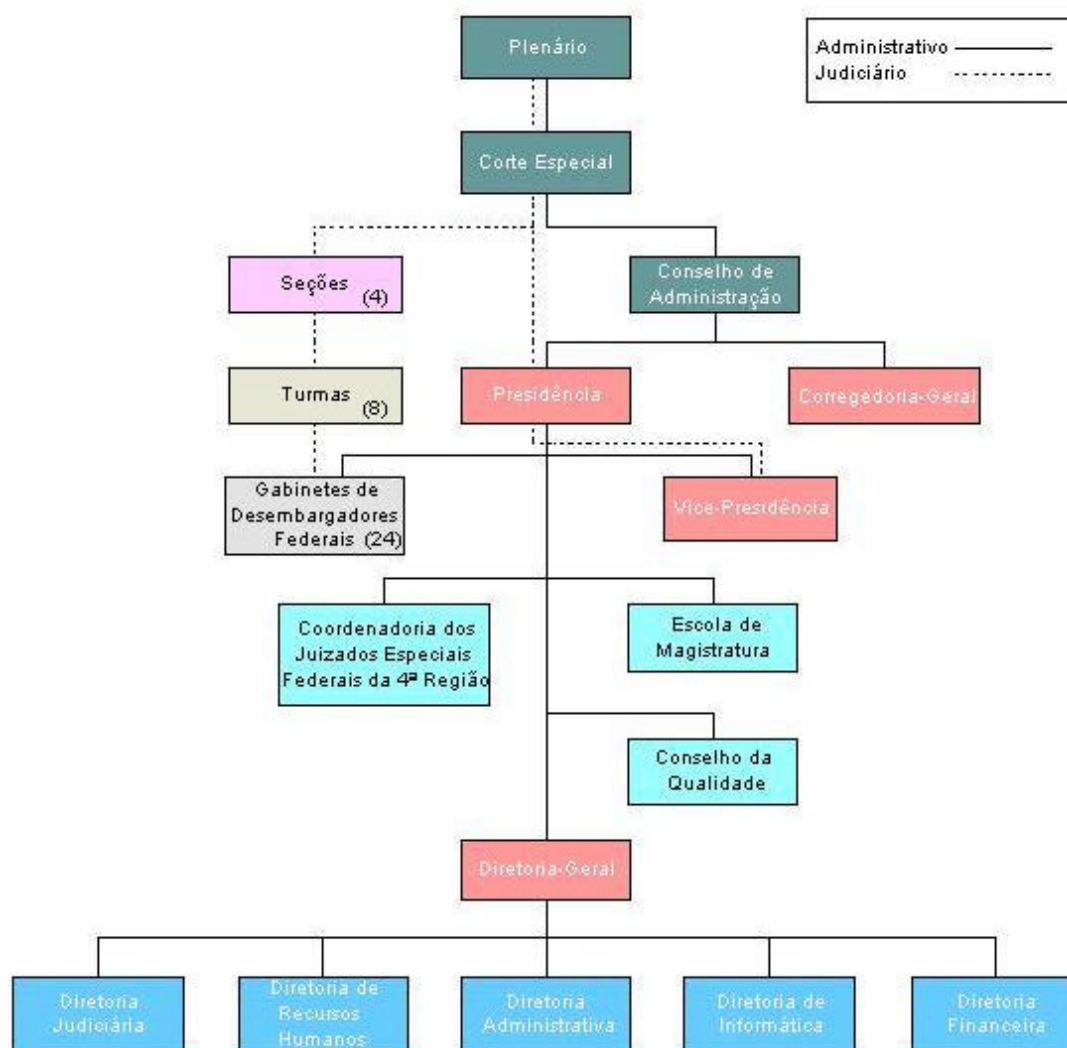 Plenário
Administrativo
Judiciário
Corte Especial
Seções
(4)
Conselho de
Administração
Turmas
(8)
Presidência
Corregedoria-Geral
Gabinetes de
Desembargadores
Federais (24)
Vice-Presidência
Coordenadoria dos
Juizados Especiais
Federais da 4ª Região
Escola de
Magistratura
Conselho da
Qualidade
Diretoria-Geral
Diretoria
Judiciária
Diretoria de
Recursos
Humanos
Diretoria
Administrativa
Diretoria de
Informática
Diretoria
Financeira